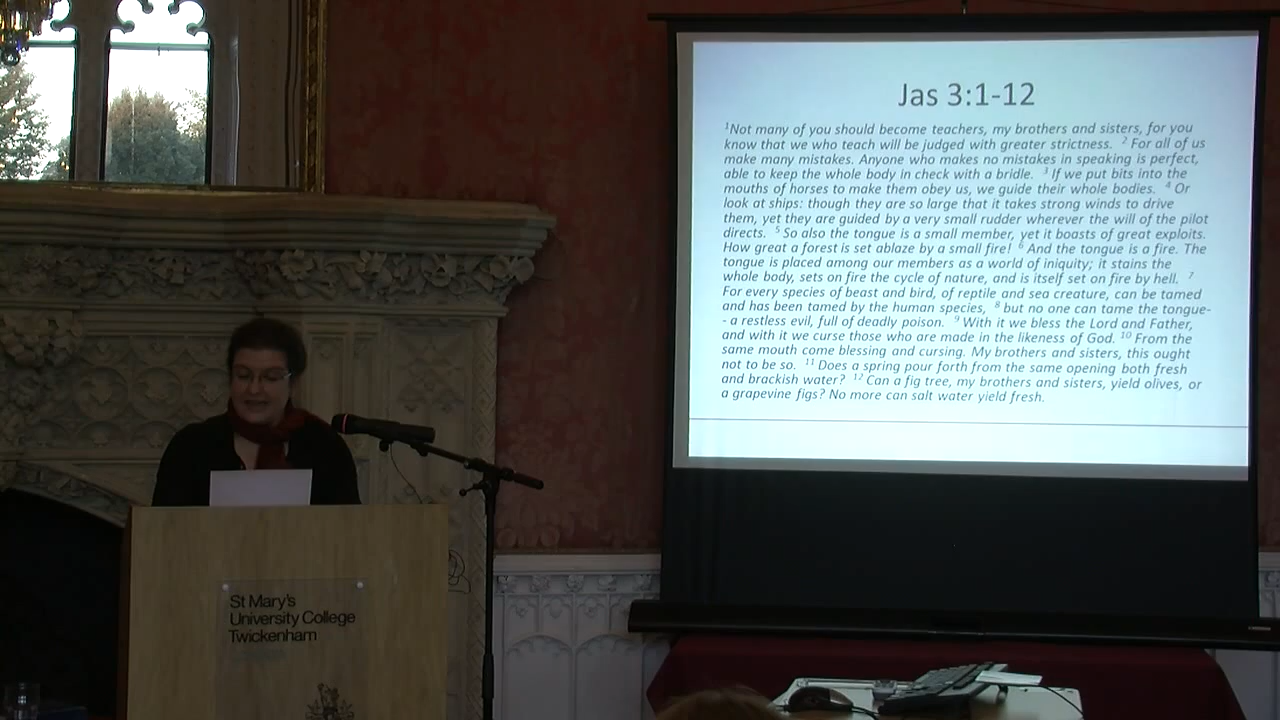 Jas 3:1-12
¹Not many of you should become teachers, my brothers and sisters, for you
know that we who teach will be judged with greater strictness. ² For all of us
make many mistakes. Anyone who makes no mistakes in speaking is perfect,
able to keep the whole body in check with a bridle. ³ If we put bits into the
mouths of horses to make them obey us, we guide their whole bodies. ⁴ Or
look at ships: though they are so large that it takes strong winds to drive
them, yet they are guided by a very small rudder wherever the will of the pilot
directs. ⁵ So also the tongue is a small member, yet it boasts of great exploits.
How great a forest is set ablaze by a small fire! ⁶ And the tongue is a fire. The
tongue is placed among our members as a world of iniquity; it stains the
whole body, sets on fire the cycle of nature, and is itself set on fire by hell. ⁷
For every species of beast and bird, of reptile and sea creature, can be tamed
and has been tamed by the human species, ⁸ but no one can tame the tongue-
- a restless evil, full of deadly poison. ⁹ With it we bless the Lord and Father,
and with it we curse those who are made in the likeness of God. ¹⁰ From the
same mouth come blessing and cursing. My brothers and sisters, this ought
not to be so. ¹¹ Does a spring pour forth from the same opening both fresh
and brackish water? ¹² Can a fig tree, my brothers and sisters, yield olives, or
a grapevine figs? No more can salt water yield fresh.
St Mary's
University College
Twickenham